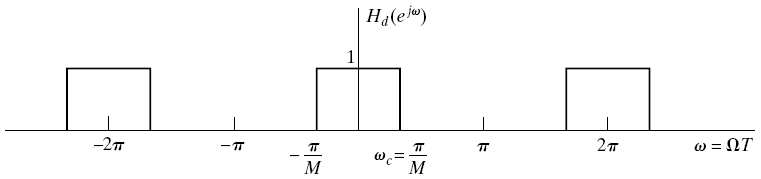 H_d(e^{jω})
1
−2π −π −π/M ω_c = π/M π 2π ω = ΩT